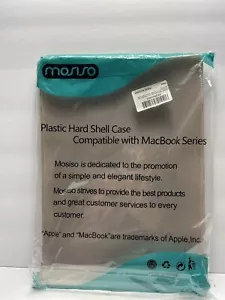 mosiso
Plastic Hard Shell Case
Compatible with MacBook Series
Mosiso is dedicated to the promotion
of a simple and elegant lifestyle.
Mosiso strives to provide the best products
and great customer services to every
customer.
"Apple" and "MacBook"are trademarks of Apple,Inc.